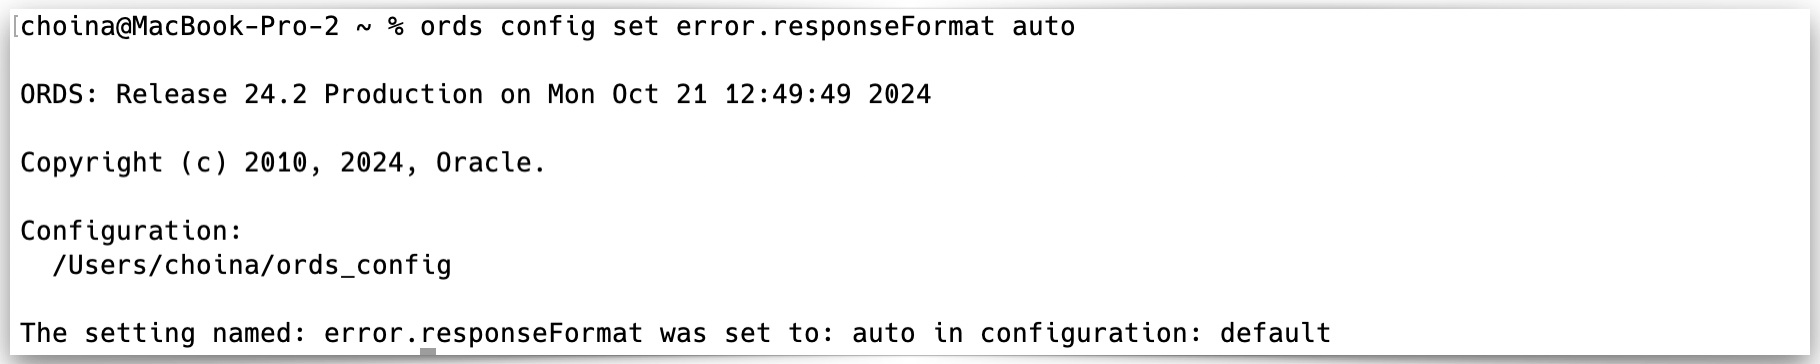 [choina@MacBook-Pro-2 ~ % ords config set error.responseFormat auto
ORDS: Release 24.2 Production on Mon Oct 21 12:49:49 2024
Copyright (c) 2010, 2024, Oracle.
Configuration:
/Users/choina/ords_config
The setting named: error.responseFormat was set to: auto in configuration: default